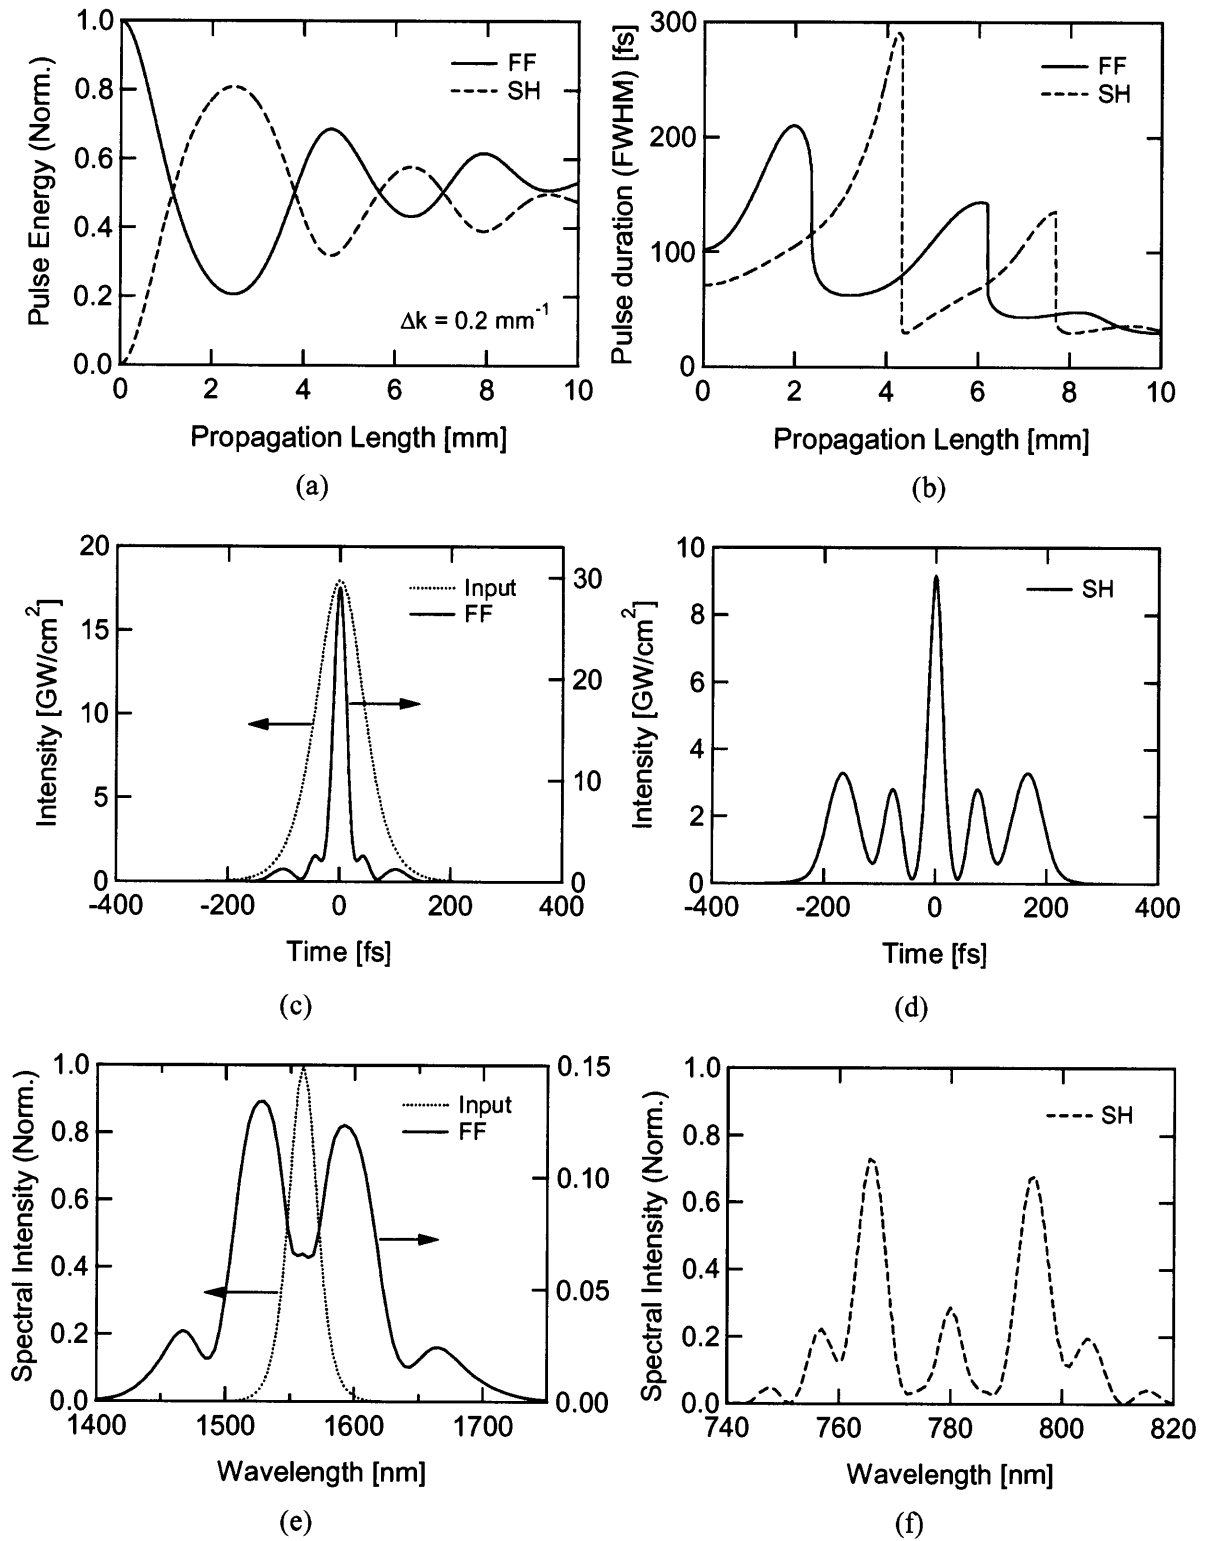 Pulse Energy (Norm.)
1.0
0.8
0.6
0.4
0.2
0.0
FF
SH
Δk = 0.2 mm⁻¹
0 2 4 6 8 10
Propagation Length [mm]
(a)
Pulse duration (FWHM) [fs]
300
200
100
0
FF
SH
0 2 4 6 8 10
Propagation Length [mm]
(b)
Intensity [GW/cm²]
20
15
10
5
0
Input
FF
30
20
10
0
-400 -200 0 200 400
Time [fs]
(c)
Intensity [GW/cm²]
10
8
6
4
2
0
SH
-400 -200 0 200 400
Time [fs]
(d)
Spectral Intensity (Norm.)
1.0
0.8
0.6
0.4
0.2
0.0
Input
FF
0.15
0.10
0.05
0.00
1400 1500 1600 1700
Wavelength [nm]
(e)
Spectral Intensity (Norm.)
1.0
0.8
0.6
0.4
0.2
0.0
SH
740 760 780 800 820
Wavelength [nm]
(f)